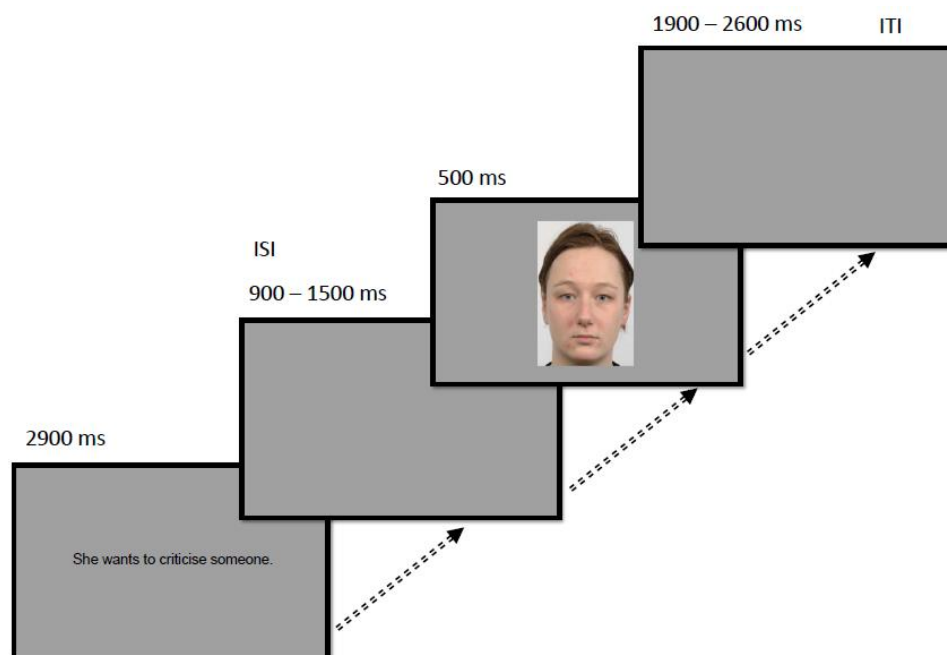 1900 – 2600 ms ITI
500 ms
ISI
900 – 1500 ms
2900 ms
She wants to criticise someone.